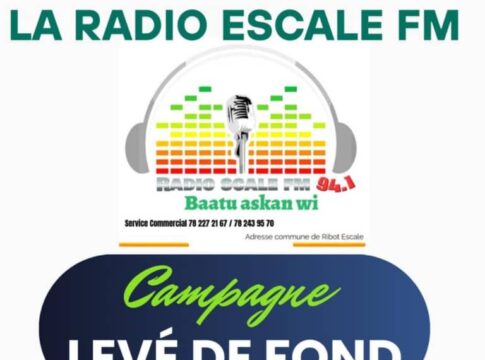 LA RADIO ESCALE FM
RADIO SCALE FM 94.1
Baatu askan wi
Service Commercial 78 227 21 67 / 78 243 95 70
Adresse commune de Ribot Escale
Campagne
LEVÉ DE FOND